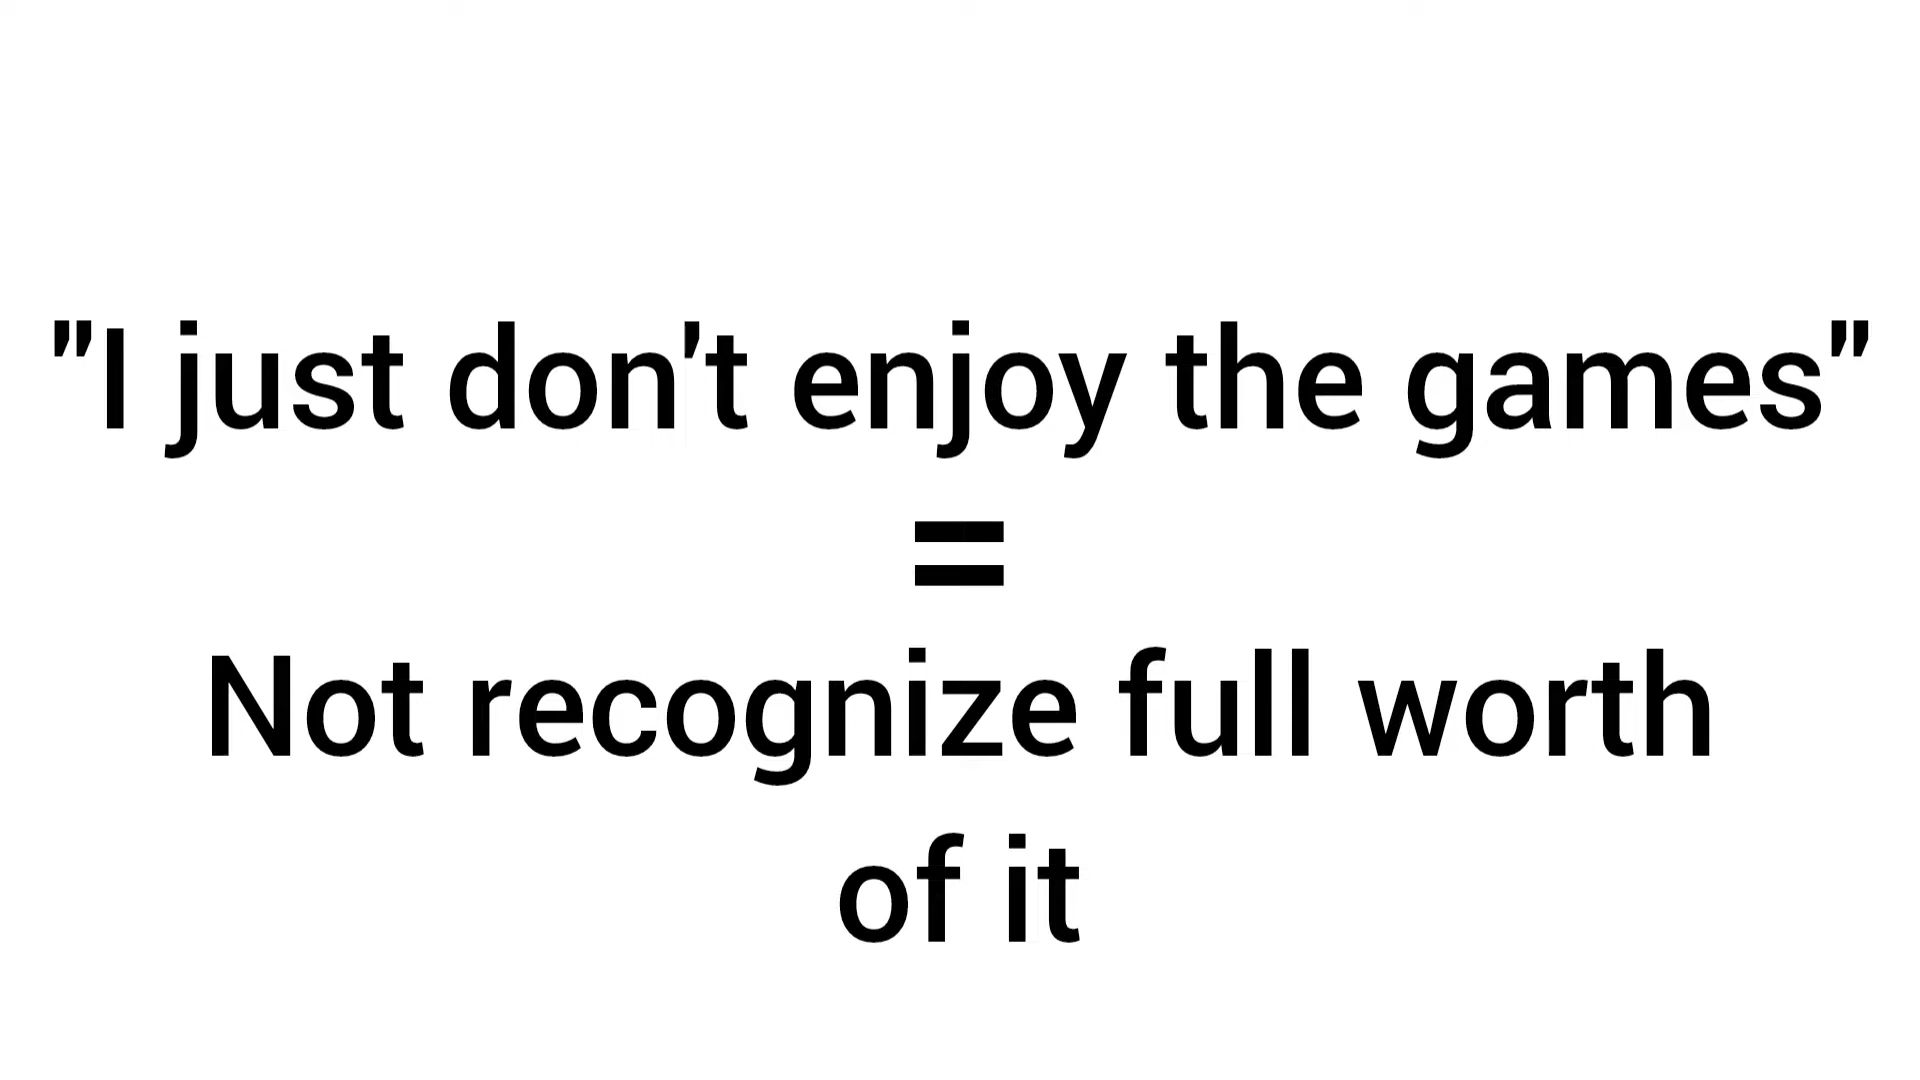 "I just don't enjoy the games"
=
Not recognize full worth
of it